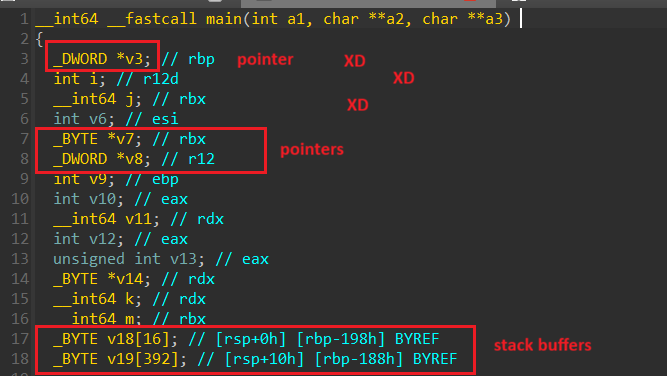 1 __int64 __fastcall main(int a1, char **a2, char **a3)
2 {
3 _DWORD *v3; // rbp pointer XD
4 int i; // r12d XD
5 __int64 j; // rbx XD
6 int v6; // esi
7 _BYTE *v7; // rbx
pointers
8 _DWORD *v8; // r12
9 int v9; // ebp
10 int v10; // eax
11 __int64 v11; // rdx
12 int v12; // eax
13 unsigned int v13; // eax
14 _BYTE *v14; // rdx
15 __int64 k; // rdx
16 __int64 m; // rbx
17 _BYTE v18[16]; // [rsp+0h] [rbp-198h] BYREF
stack buffers
18 _BYTE v19[392]; // [rsp+10h] [rbp-188h] BYREF